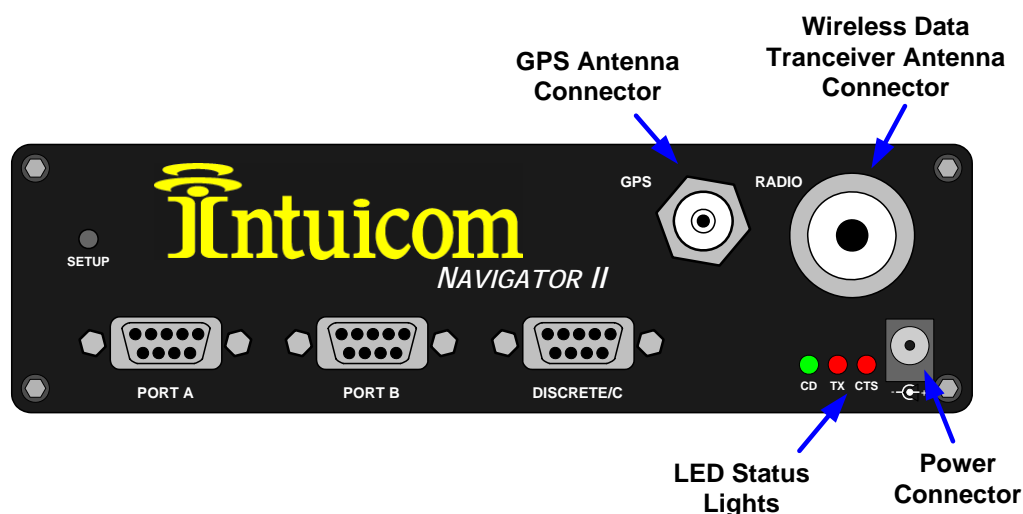 Wireless Data
Tranceiver Antenna
Connector
GPS Antenna
Connector
GPS
RADIO
Intuicom
NAVIGATOR II
SETUP
PORT A
PORT B
DISCRETE/C
CD TX CTS
- +
LED Status
Lights
Power
Connector